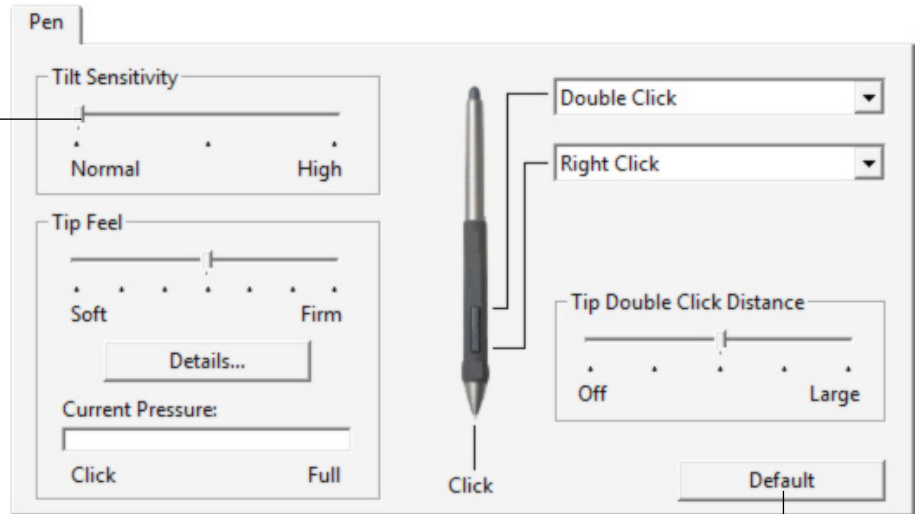 Pen
Tilt Sensitivity
Normal High
Tip Feel
Soft Firm
Details...
Current Pressure:
Click Full
Double Click
Right Click
Click
Tip Double Click Distance
Off Large
Default